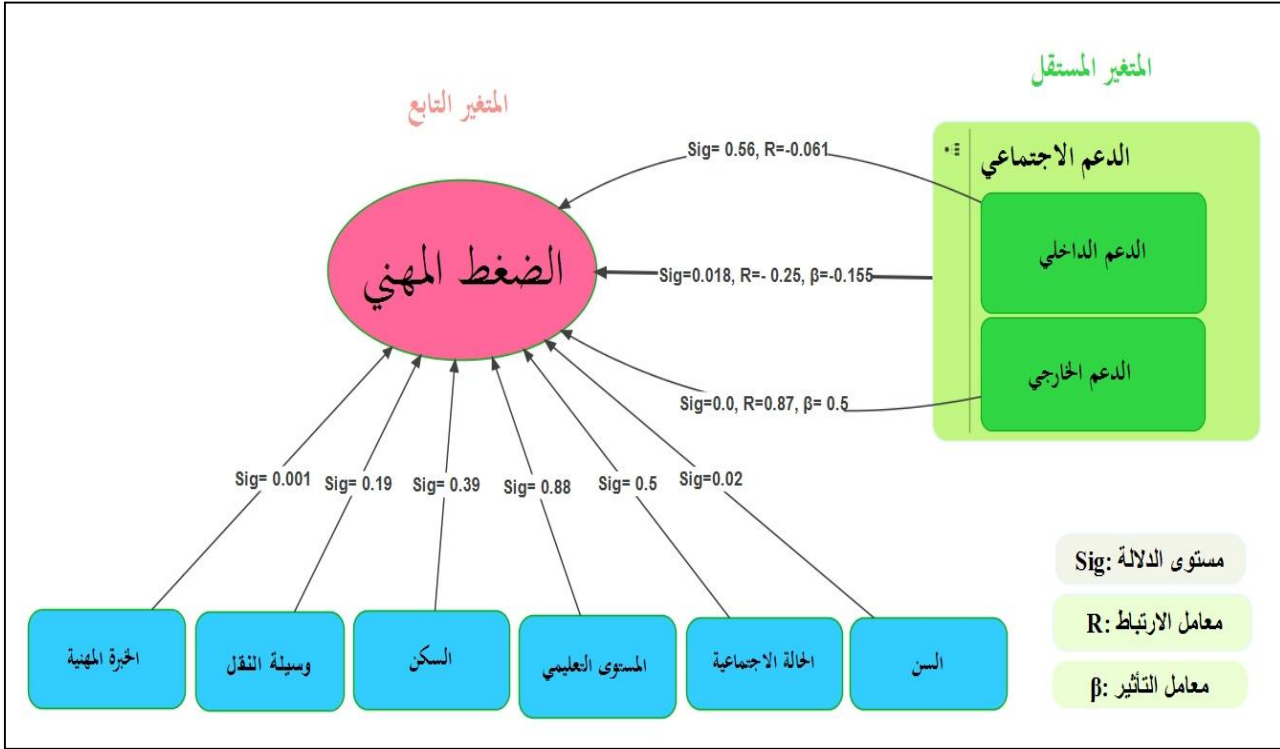 المتغير المستقل
المتغير التابع
الدعم الاجتماعي
Sig= 0.56, R=-0.061
الدعم الداخلي
الضغط المهني
Sig=0.018, R=- 0.25, β=-0.155
الدعم الخارجي
Sig=0.0, R=0.87, β= 0.5
Sig= 0.001
Sig= 0.19
Sig= 0.39
Sig= 0.88
Sig= 0.5
Sig=0.02
مستوى الدلالة :Sig
معامل الارتباط :R
معامل التأثير :β
السن
الحالة الاجتماعية
المستوى التعليمي
السكن
وسيلة النقل
الخبرة المهنية